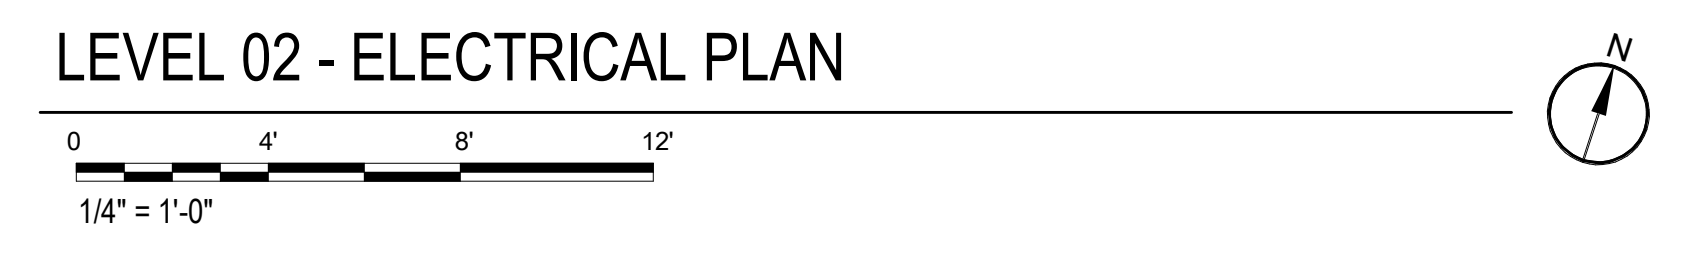 LEVEL 02 - ELECTRICAL PLAN
N
0 4' 8' 12'
1/4" = 1'-0"